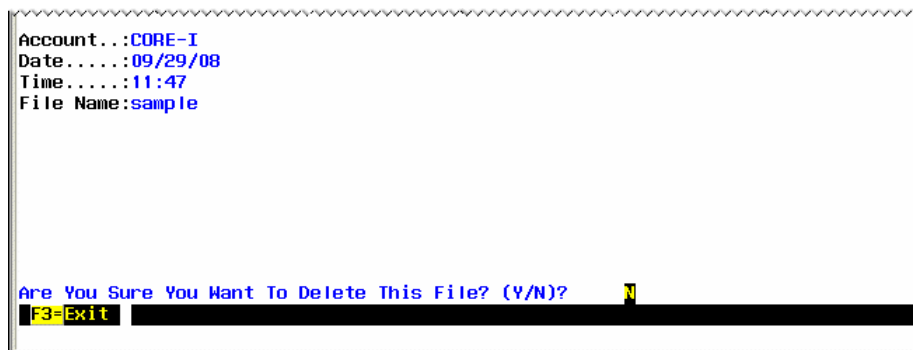 Account..:CORE-I
Date.....:09/29/08
Time.....:11:47
File Name:sample
Are You Sure You Want To Delete This File? (Y/N)? N
F3=Exit